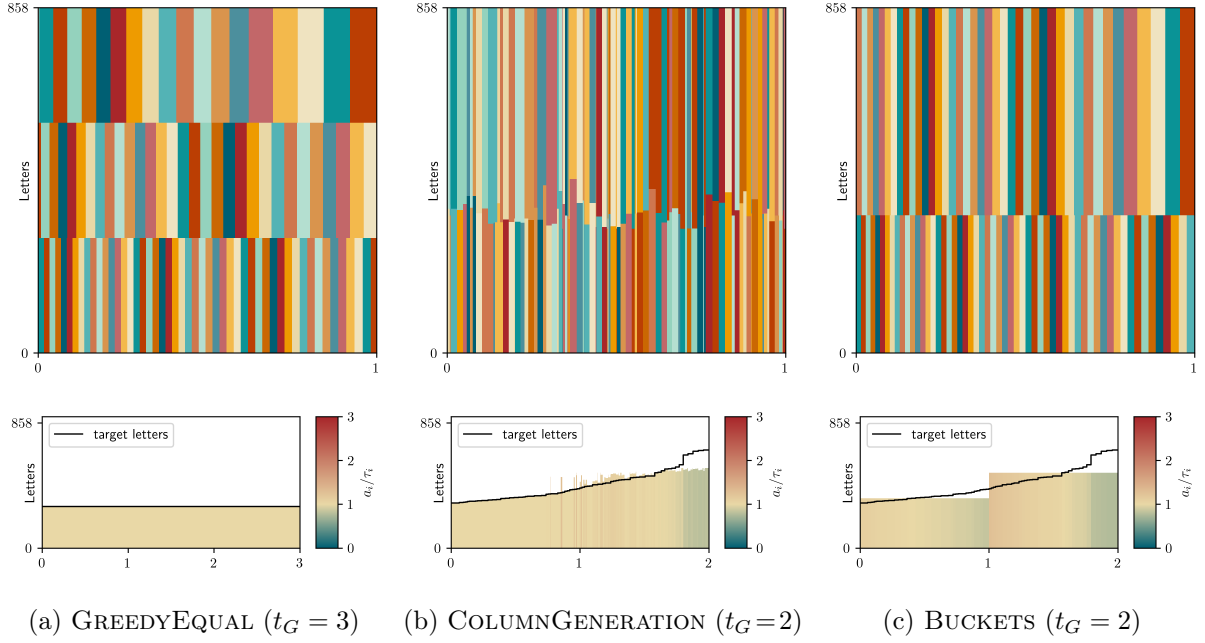 858
Letters
0
0 1
858
Letters
0
0 1
858
Letters
0
0 1
858
Letters
0
target letters
0 1 2 3
3
2
1
0
a_i/τ_i
858
Letters
0
target letters
0 1 2
3
2
1
0
a_i/τ_i
858
Letters
0
target letters
0 1 2
3
2
1
0
a_i/τ_i
(a) GREEDYEQUAL (t_G = 3)
(b) COLUMNGENERATION (t_G = 2)
(c) BUCKETS (t_G = 2)